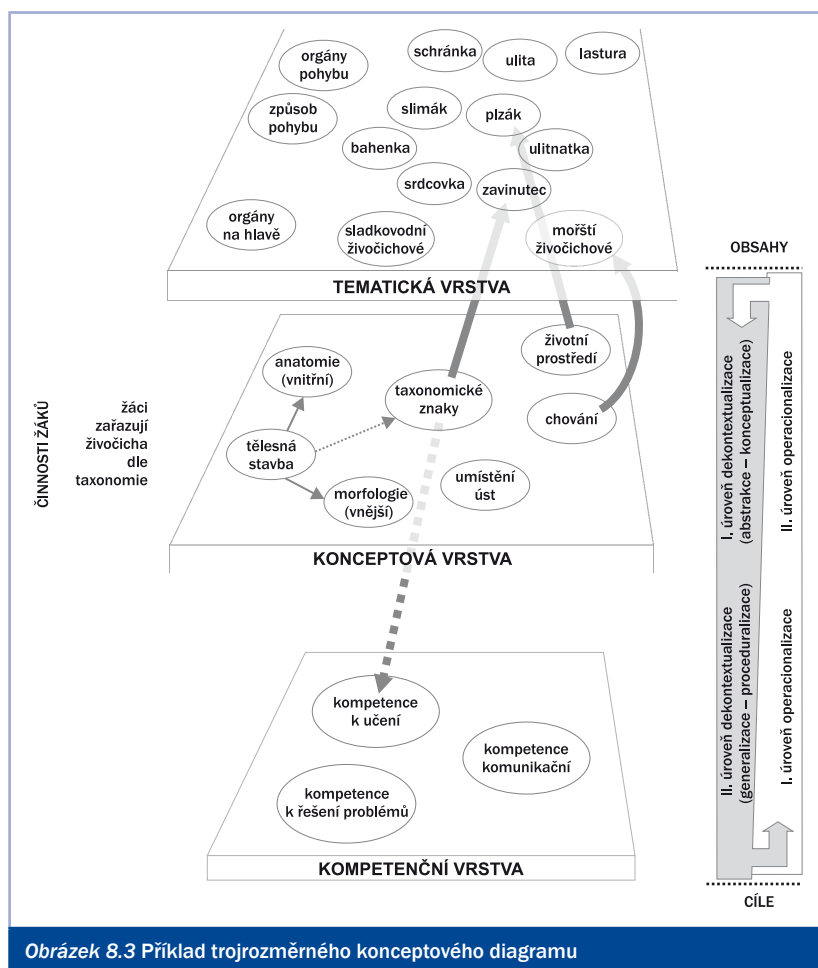 orgány
pohybu
schránka
ulita
lastura
způsob
pohybu
slimák
plzák
bahenka
ulitnatka
srdcovka
zavinutec
orgány
na hlavě
sladkovodní
živočichové
mořští
živočichové
TEMATICKÁ VRSTVA
OBSAHY
ČINNOSTI ŽÁKŮ
žáci
zařazují
živočicha
dle
taxonomie
anatomie
(vnitřní)
taxonomické
znaky
životní
prostředí
chování
tělesná
stavba
morfologie
(vnější)
umístění
úst
KONCEPTOVÁ VRSTVA
I. úroveň dekontextualizace
(abstrakce – konceptualizace)
II. úroveň operacionalizace
II. úroveň dekontextualizace
(generalizace – proceduralizace)
I. úroveň operacionalizace
kompetence
k učení
kompetence
komunikační
kompetence
k řešení problémů
KOMPETENČNÍ VRSTVA
CÍLE
Obrázek 8.3 Příklad trojrozměrného konceptového diagramu